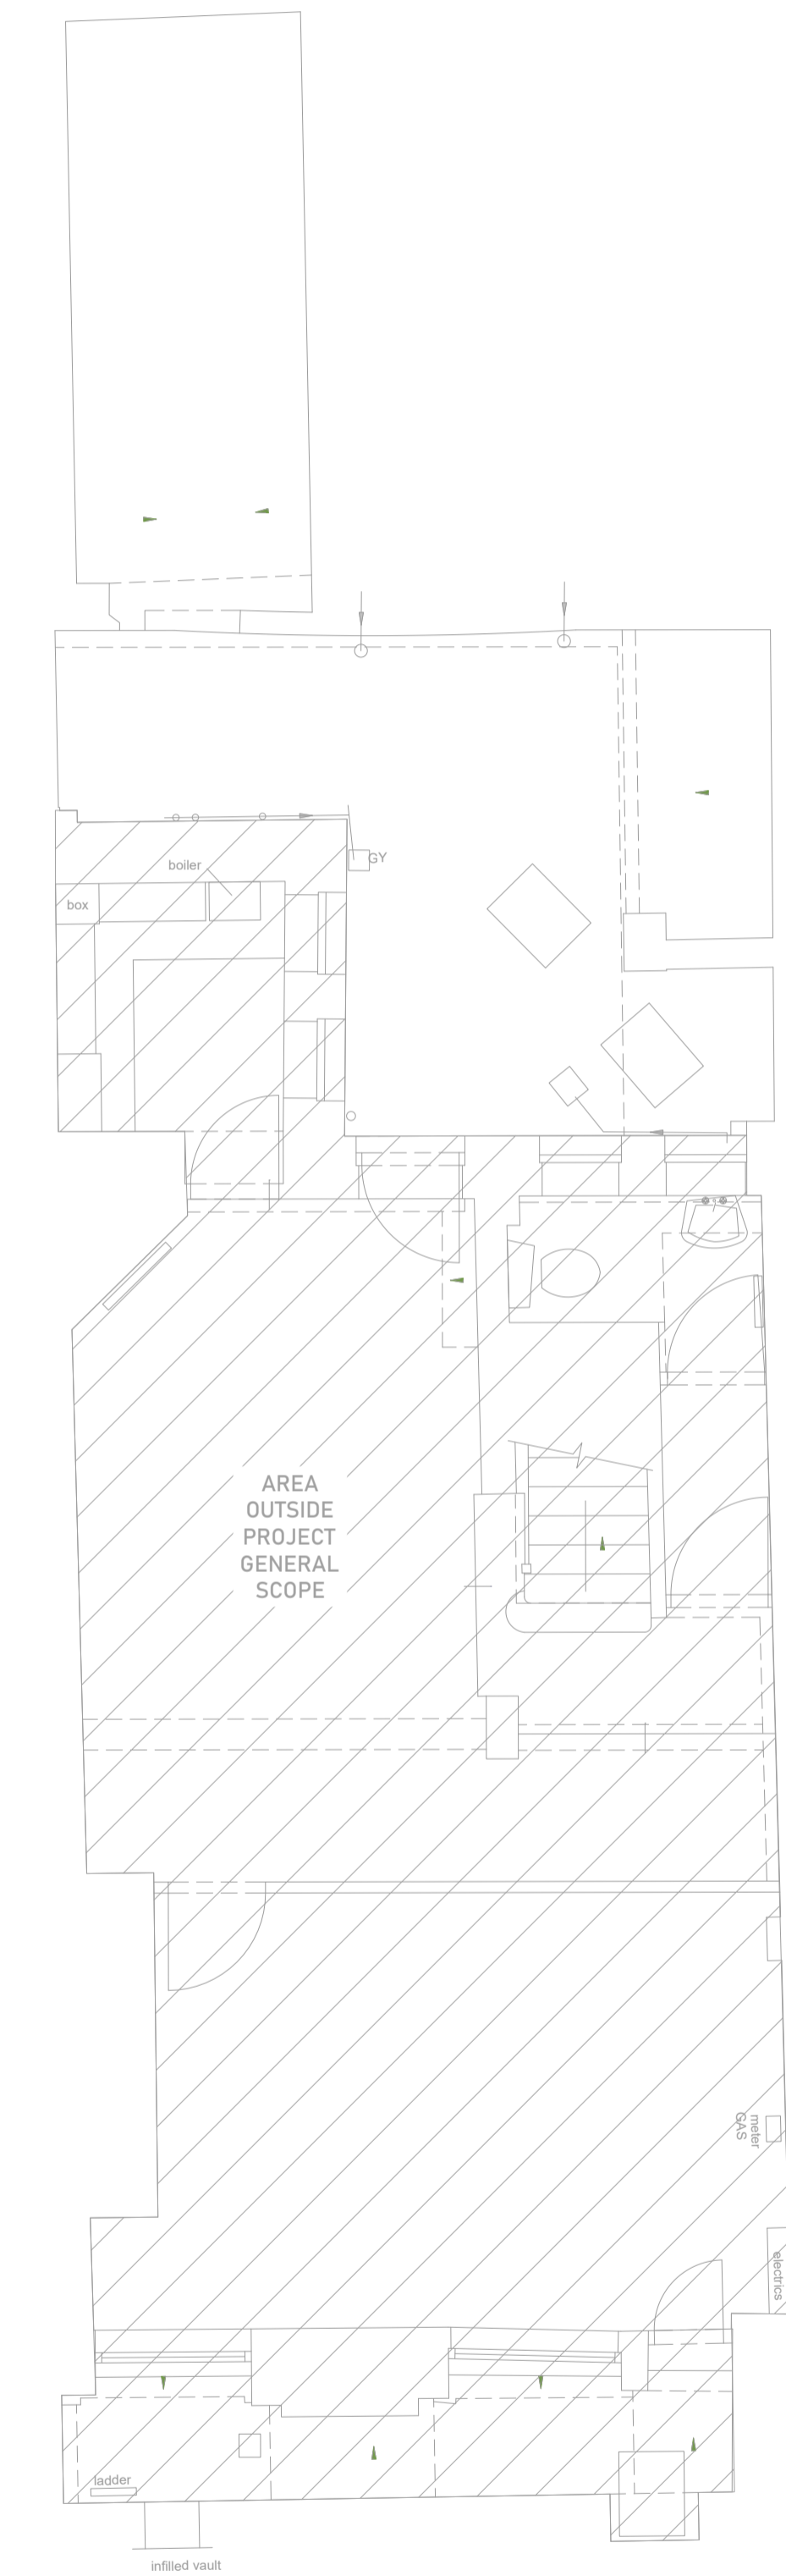 boiler
GY
box
AREA
OUTSIDE
PROJECT
GENERAL
SCOPE
meter
GAS
electrics
ladder
infilled vault